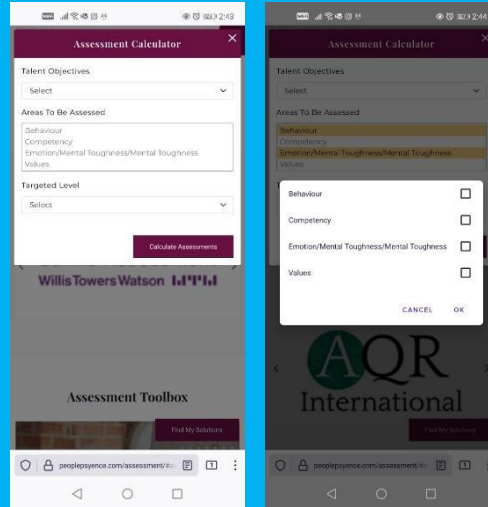 2:43
Assessment Calculator
×
Talent Objectives
Select
Areas To Be Assessed
Behaviour
Competency
Emotion/Mental Toughness/Mental Toughness
Values
Targeted Level
Select
Calculate Assessments
WillisTowersWatson
Assessment Toolbox
Find My Solutions
peoplepsyence.com/assessment/#a
1
2:44
Assessment Calculator
×
Talent Objectives
Select
Areas To Be Assessed
Behaviour
Competency
Emotion/Mental Toughness/Mental Toughness
Values
Behaviour
Competency
Emotion/Mental Toughness/Mental Toughness
Values
CANCEL OK
AQR
International
Find My Solutions
peoplepsyence.com/assessment/#
1